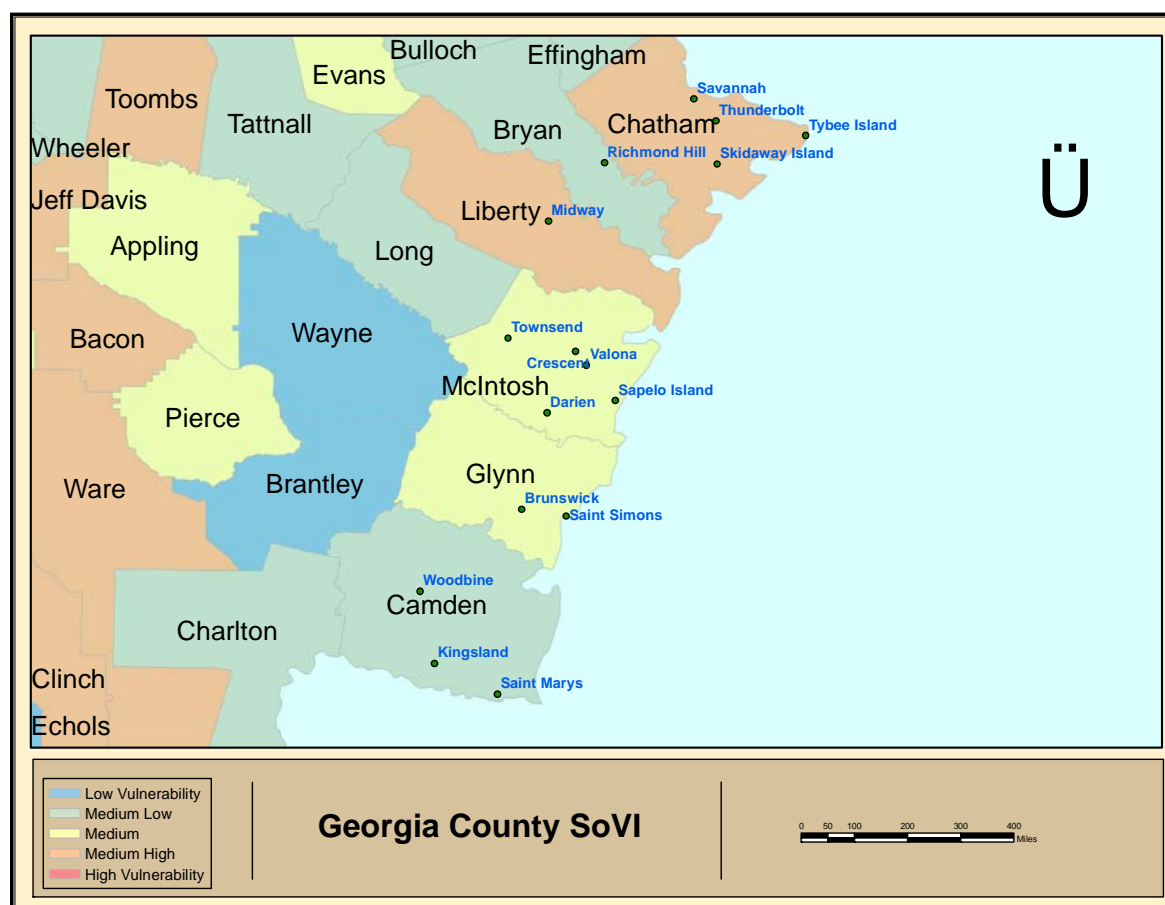 Bulloch
Effingham
Evans
Toombs
Savannah
Thunderbolt
Chatham
Tybee Island
Tattnall
Bryan
Wheeler
Richmond Hill
Skidaway Island
Ü
Jeff Davis
Liberty
Midway
Appling
Long
Wayne
Townsend
Bacon
Valona
Crescent
McIntosh
Sapelo Island
Darien
Pierce
Glynn
Ware
Brantley
Brunswick
Saint Simons
Woodbine
Camden
Charlton
Kingsland
Clinch
Saint Marys
Echols
Low Vulnerability
Medium Low
Medium
Medium High
High Vulnerability
Georgia County SoVI
0 50 100 200 300 400
Miles